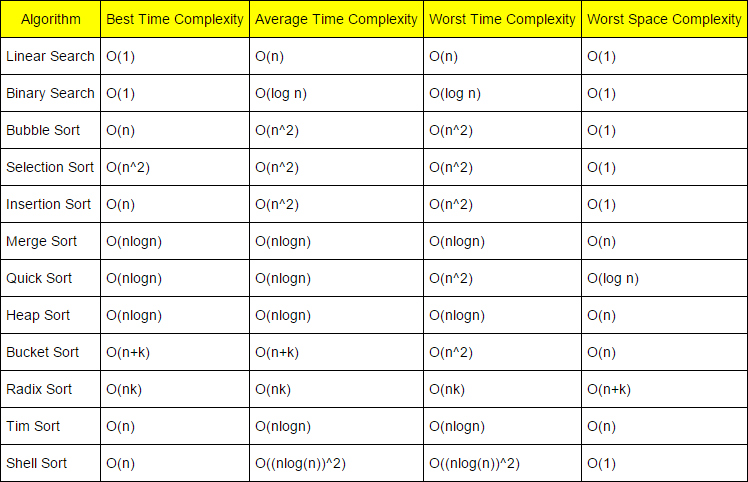 Algorithm Best Time Complexity Average Time Complexity Worst Time Complexity Worst Space Complexity
Linear Search O(1) O(n) O(n) O(1)
Binary Search O(1) O(log n) O(log n) O(1)
Bubble Sort O(n) O(n^2) O(n^2) O(1)
Selection Sort O(n^2) O(n^2) O(n^2) O(1)
Insertion Sort O(n) O(n^2) O(n^2) O(1)
Merge Sort O(nlogn) O(nlogn) O(nlogn) O(n)
Quick Sort O(nlogn) O(nlogn) O(n^2) O(log n)
Heap Sort O(nlogn) O(nlogn) O(nlogn) O(n)
Bucket Sort O(n+k) O(n+k) O(n^2) O(n)
Radix Sort O(nk) O(nk) O(nk) O(n+k)
Tim Sort O(n) O(nlogn) O(nlogn) O(n)
Shell Sort O(n) O((nlog(n))^2) O((nlog(n))^2) O(1)